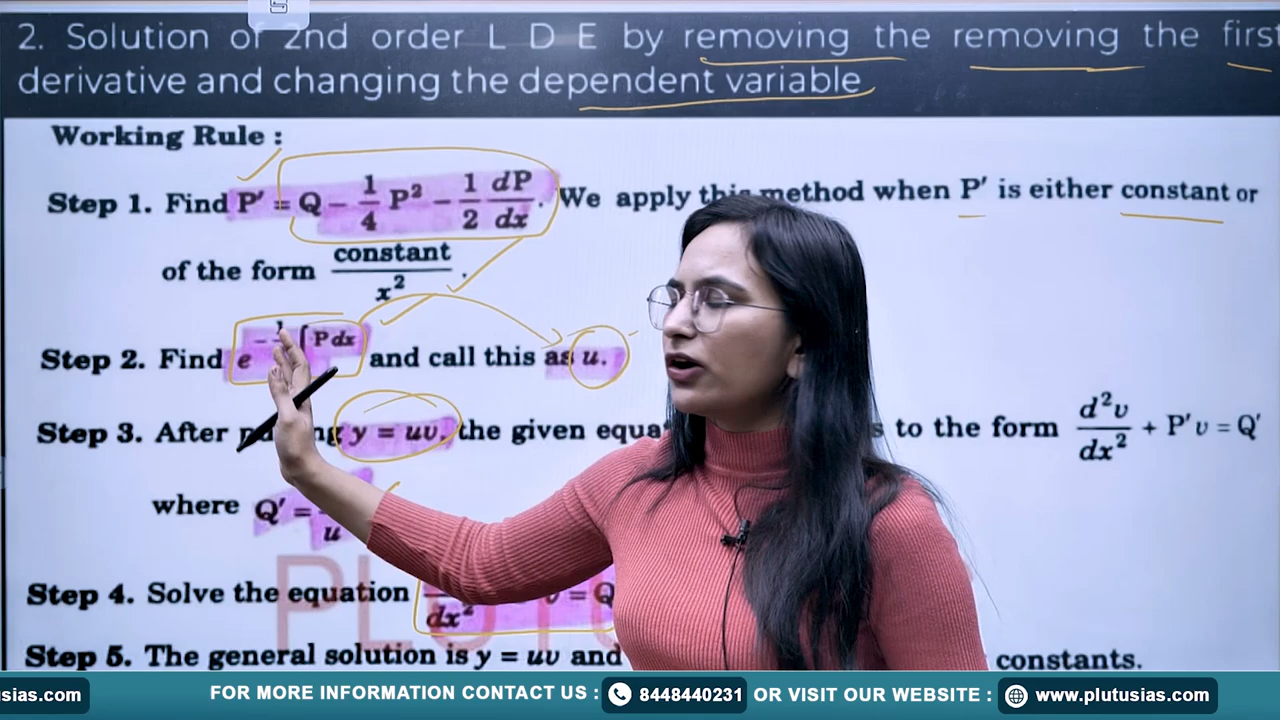 2. Solution of 2nd order L D E by removing the removing the first
derivative and changing the dependent variable
Working Rule :
Step 1. Find P′ = Q − 1/4 P² − 1/2 dP/dx. We apply this method when P′ is either constant or
of the form constant/x².
Step 2. Find e^(− ∫ P dx) and call this as u.
Step 3. After y = uv, the given to the form d²v/dx² + P′v = Q′
where Q′ = u
Step 4. Solve the equation dx² = Q
Step 5. The general solution is y = uv and constants.
PLUTU
usias.com FOR MORE INFORMATION CONTACT US : 8448440231 OR VISIT OUR WEBSITE : www.plutusias.com